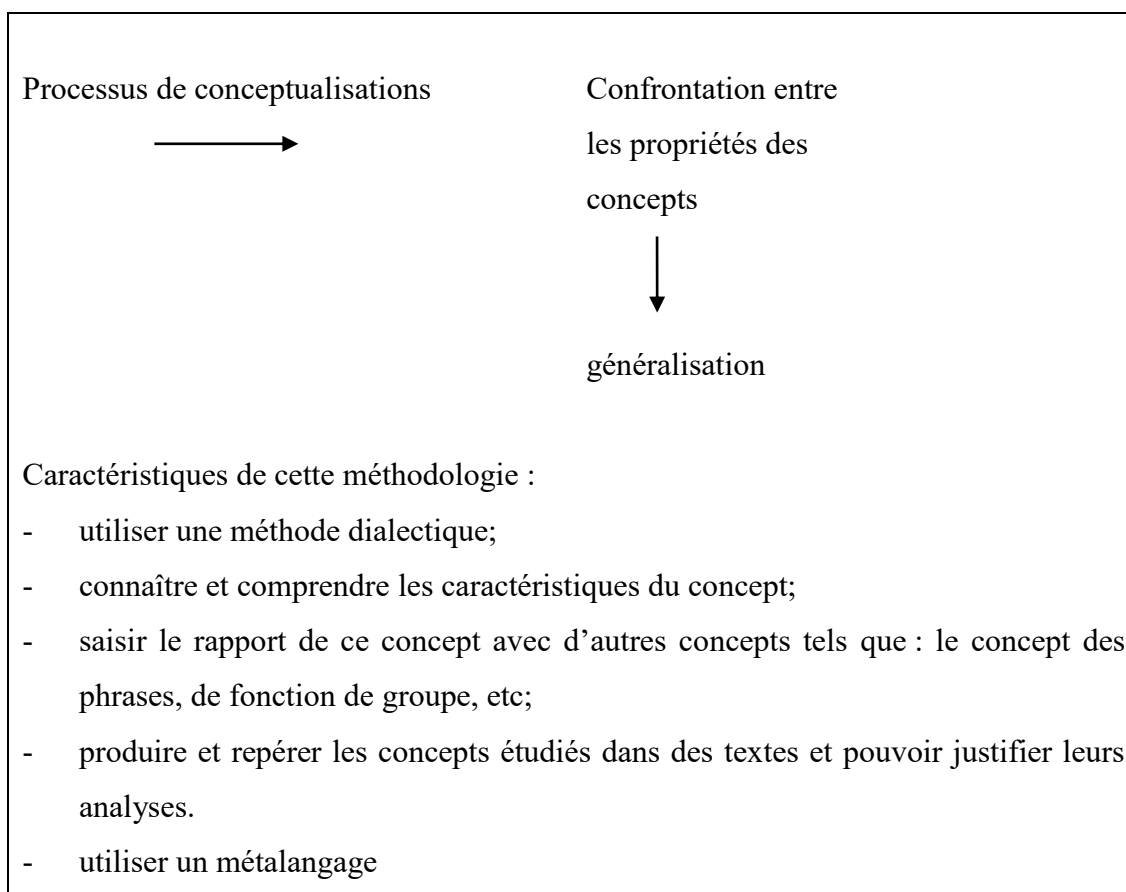 Processus de conceptualisations
Confrontation entre
les propriétés des
concepts
généralisation
Caractéristiques de cette méthodologie :
- utiliser une méthode dialectique;
- connaître et comprendre les caractéristiques du concept;
- saisir le rapport de ce concept avec d’autres concepts tels que : le concept des
phrases, de fonction de groupe, etc;
- produire et repérer les concepts étudiés dans des textes et pouvoir justifier leurs
analyses.
- utiliser un métalangage